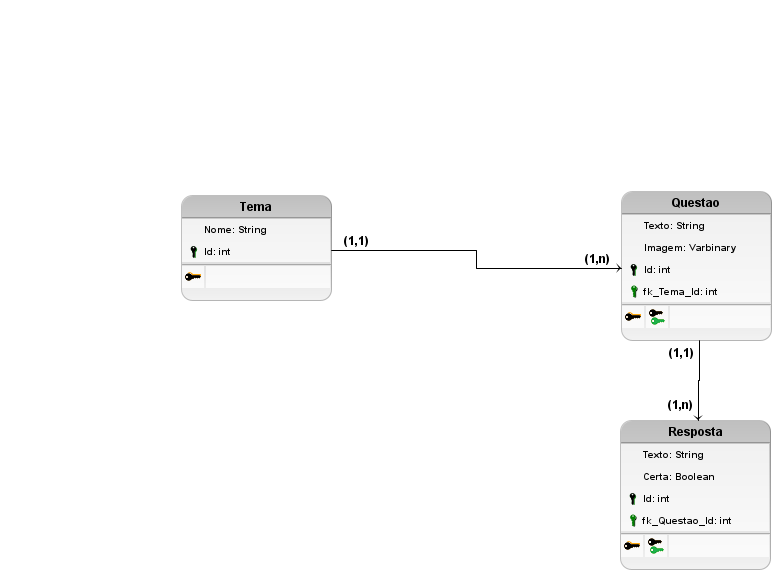 Tema
Nome: String
Id: int
(1,1)
(1,n)
Questao
Texto: String
Imagem: Varbinary
Id: int
fk_Tema_Id: int
(1,1)
(1,n)
Resposta
Texto: String
Certa: Boolean
Id: int
fk_Questao_Id: int